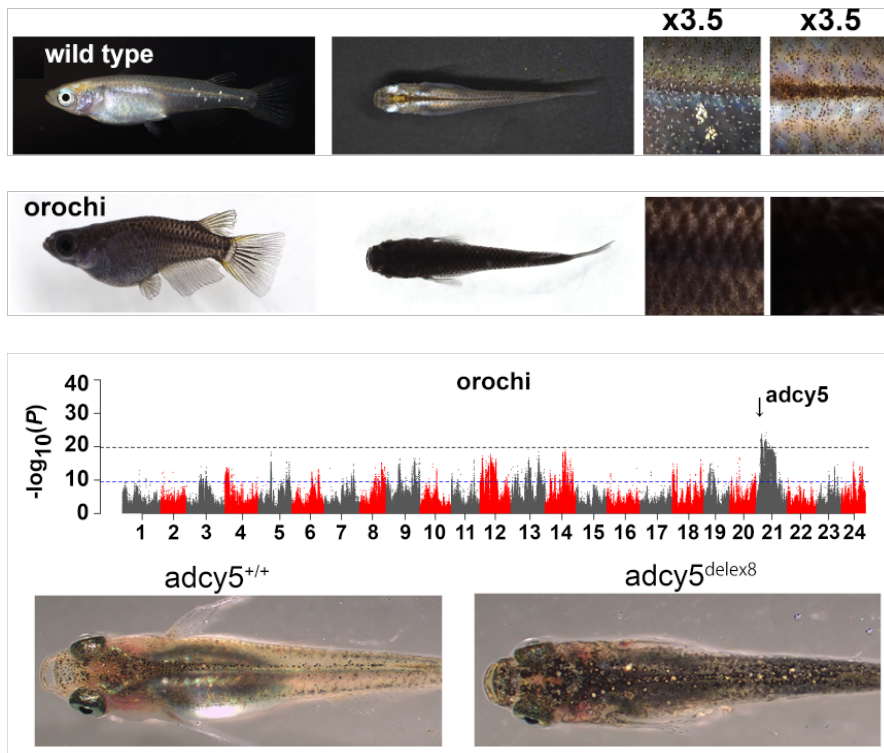 x3.5 x3.5
wild type
orochi
orochi
adcy5
-log10(P)
40
30
20
10
0
1 2 3 4 5 6 7 8 9 10 11 12 13 14 15 16 17 18 19 20 21 22 23 24
adcy5+/+ adcy5delex8